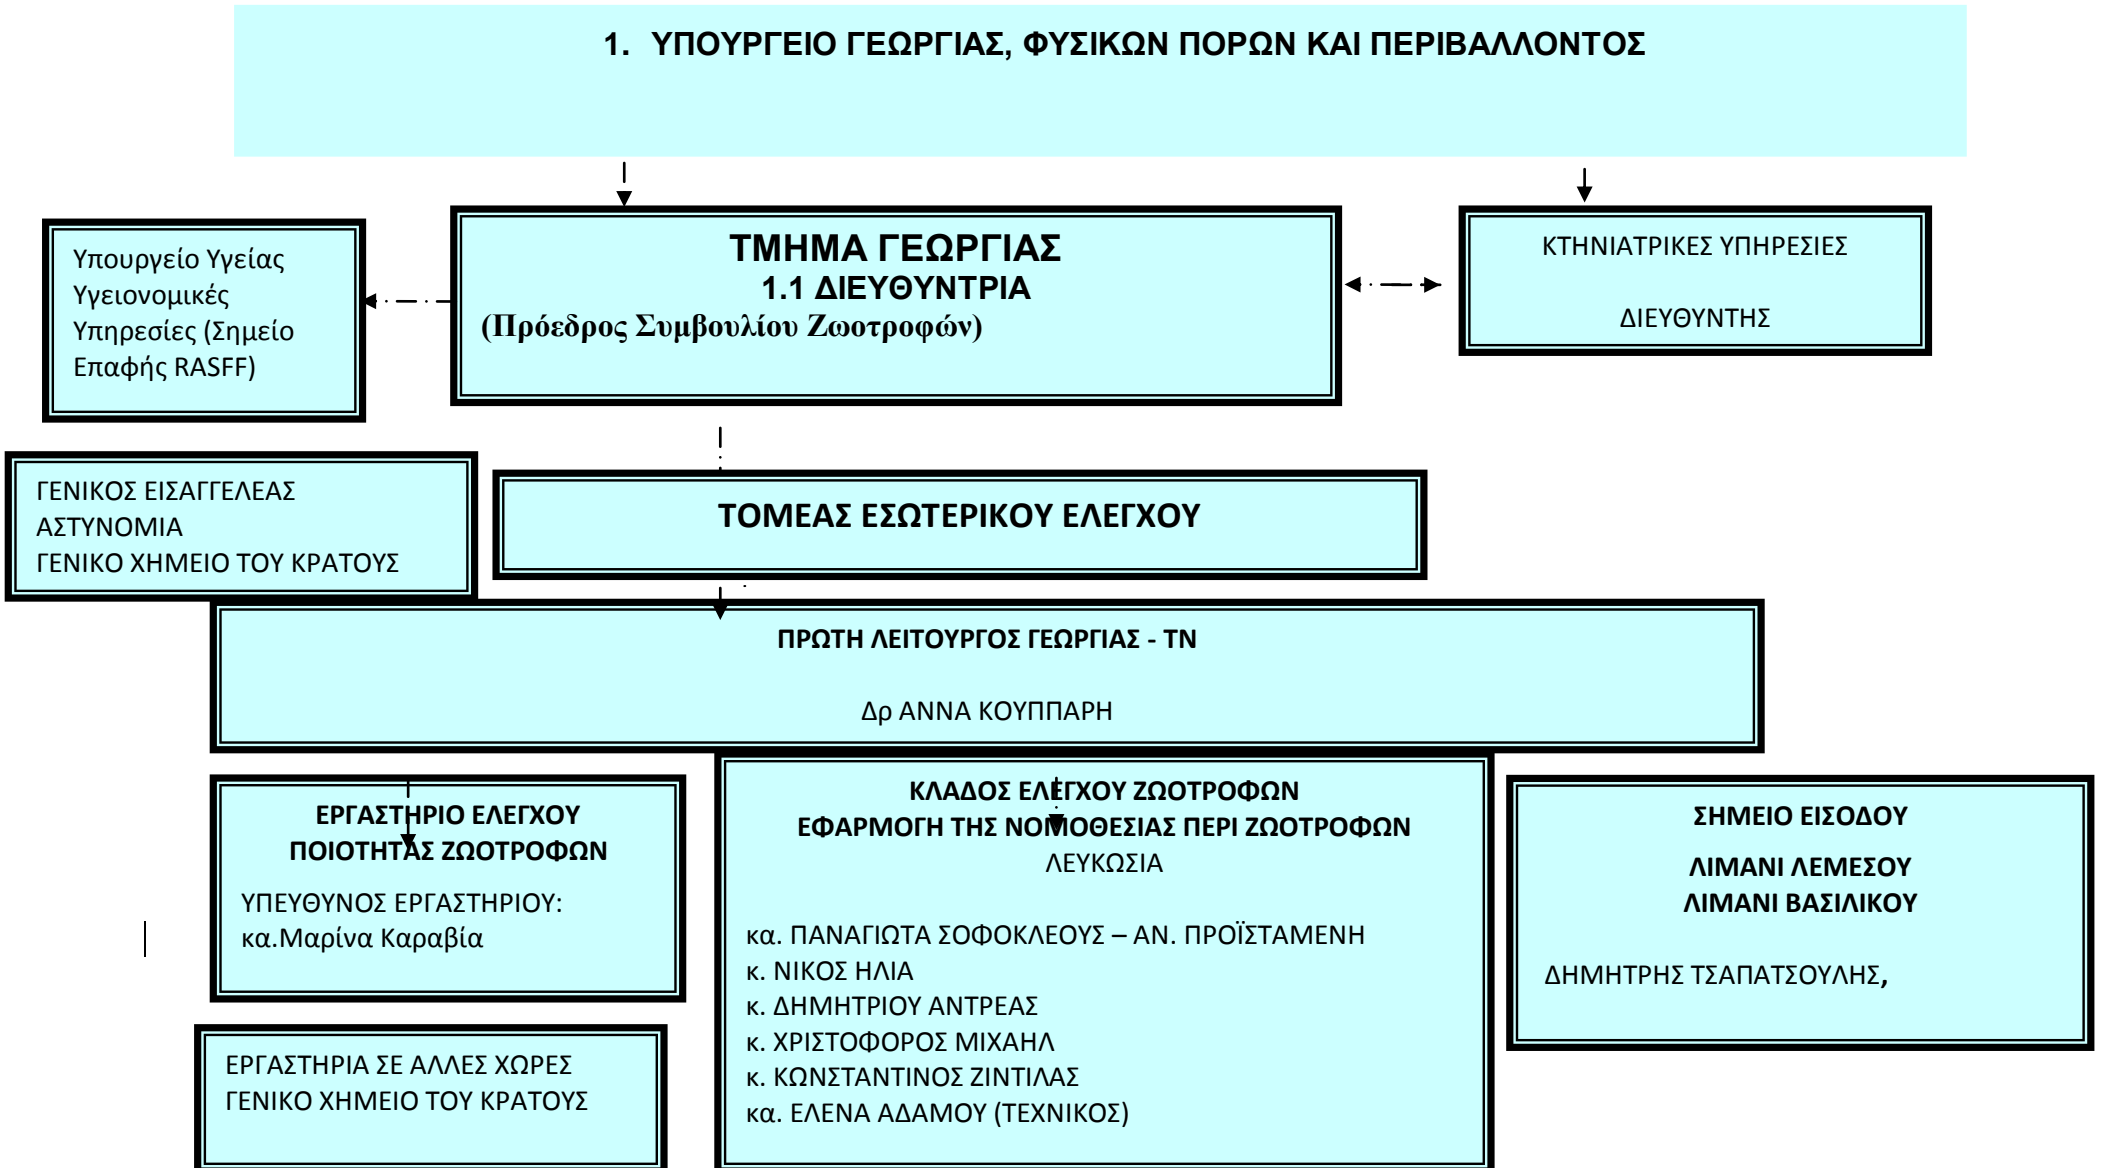 1. ΥΠΟΥΡΓΕΙΟ ΓΕΩΡΓΙΑΣ, ΦΥΣΙΚΩΝ ΠΟΡΩΝ ΚΑΙ ΠΕΡΙΒΑΛΛΟΝΤΟΣ
Υπουργείο Υγείας
Υγειονομικές
Υπηρεσίες (Σημείο
Επαφής RASFF)
ΤΜΗΜΑ ΓΕΩΡΓΙΑΣ
1.1 ΔΙΕΥΘΥΝΤΡΙΑ
(Πρόεδρος Συμβουλίου Ζωοτροφών)
ΚΤΗΝΙΑΤΡΙΚΕΣ ΥΠΗΡΕΣΙΕΣ
ΔΙΕΥΘΥΝΤΗΣ
ΓΕΝΙΚΟΣ ΕΙΣΑΓΓΕΛΕΑΣ
ΑΣΤΥΝΟΜΙΑ
ΓΕΝΙΚΟ ΧΗΜΕΙΟ ΤΟΥ ΚΡΑΤΟΥΣ
ΤΟΜΕΑΣ ΕΣΩΤΕΡΙΚΟΥ ΕΛΕΓΧΟΥ
ΠΡΩΤΗ ΛΕΙΤΟΥΡΓΟΣ ΓΕΩΡΓΙΑΣ - ΤΝ
Δρ ΑΝΝΑ ΚΟΥΠΠΑΡΗ
ΕΡΓΑΣΤΗΡΙΟ ΕΛΕΓΧΟΥ
ΠΟΙΟΤΗΤΑΣ ΖΩΟΤΡΟΦΩΝ
ΥΠΕΥΘΥΝΟΣ ΕΡΓΑΣΤΗΡΙΟΥ:
κα.Μαρίνα Καραβία
ΕΡΓΑΣΤΗΡΙΑ ΣΕ ΑΛΛΕΣ ΧΩΡΕΣ
ΓΕΝΙΚΟ ΧΗΜΕΙΟ ΤΟΥ ΚΡΑΤΟΥΣ
ΚΛΑΔΟΣ ΕΛΕΓΧΟΥ ΖΩΟΤΡΟΦΩΝ
ΕΦΑΡΜΟΓΗ ΤΗΣ ΝΟΜΟΘΕΣΙΑΣ ΠΕΡΙ ΖΩΟΤΡΟΦΩΝ
ΛΕΥΚΩΣΙΑ
κα. ΠΑΝΑΓΙΩΤΑ ΣΟΦΟΚΛΕΟΥΣ – ΑΝ. ΠΡΟΪΣΤΑΜΕΝΗ
κ. ΝΙΚΟΣ ΗΛΙΑ
κ. ΔΗΜΗΤΡΙΟΥ ΑΝΤΡΕΑΣ
κ. ΧΡΙΣΤΟΦΟΡΟΣ ΜΙΧΑΗΛ
κ. ΚΩΝΣΤΑΝΤΙΝΟΣ ΖΙΝΤΙΛΑΣ
κα. ΕΛΕΝΑ ΑΔΑΜΟΥ (ΤΕΧΝΙΚΟΣ)
ΣΗΜΕΙΟ ΕΙΣΟΔΟΥ
ΛΙΜΑΝΙ ΛΕΜΕΣΟΥ
ΛΙΜΑΝΙ ΒΑΣΙΛΙΚΟΥ
ΔΗΜΗΤΡΗΣ ΤΣΑΠΑΤΣΟΥΛΗΣ,